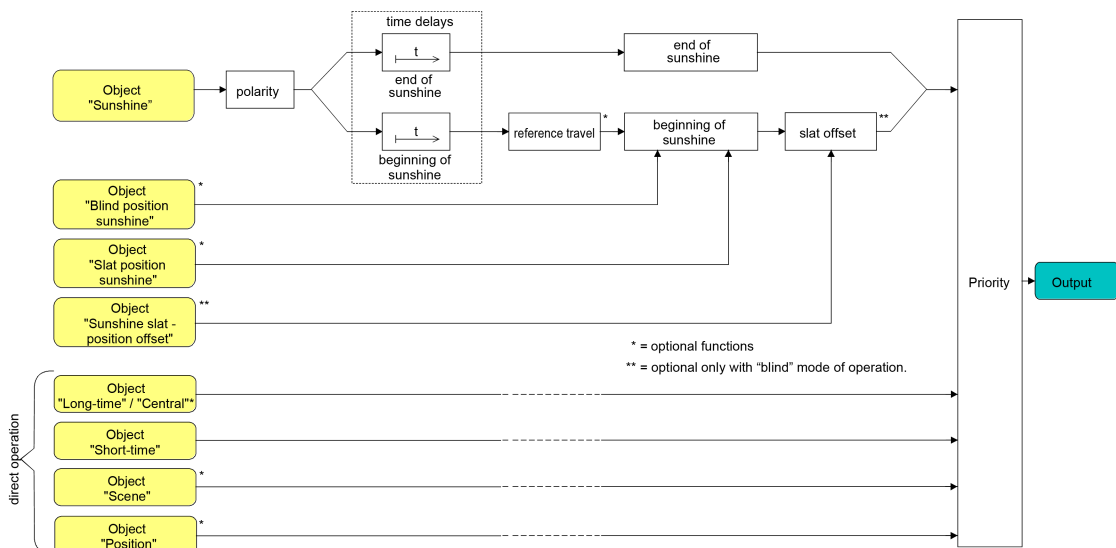 time delays
t
end of
sunshine
end of
sunshine
Object
"Sunshine”
polarity
t
beginning of
sunshine
reference travel
*
beginning of
sunshine
slat offset
**
Object
"Blind position
sunshine"
*
Object
"Slat position
sunshine"
*
Object
"Sunshine slat -
position offset"
**
Priority
Output
* = optional functions
** = optional only with “blind” mode of operation.
direct operation
Object
"Long-time" / "Central"*
Object
"Short-time"
Object
"Scene"
*
Object
"Position"
*